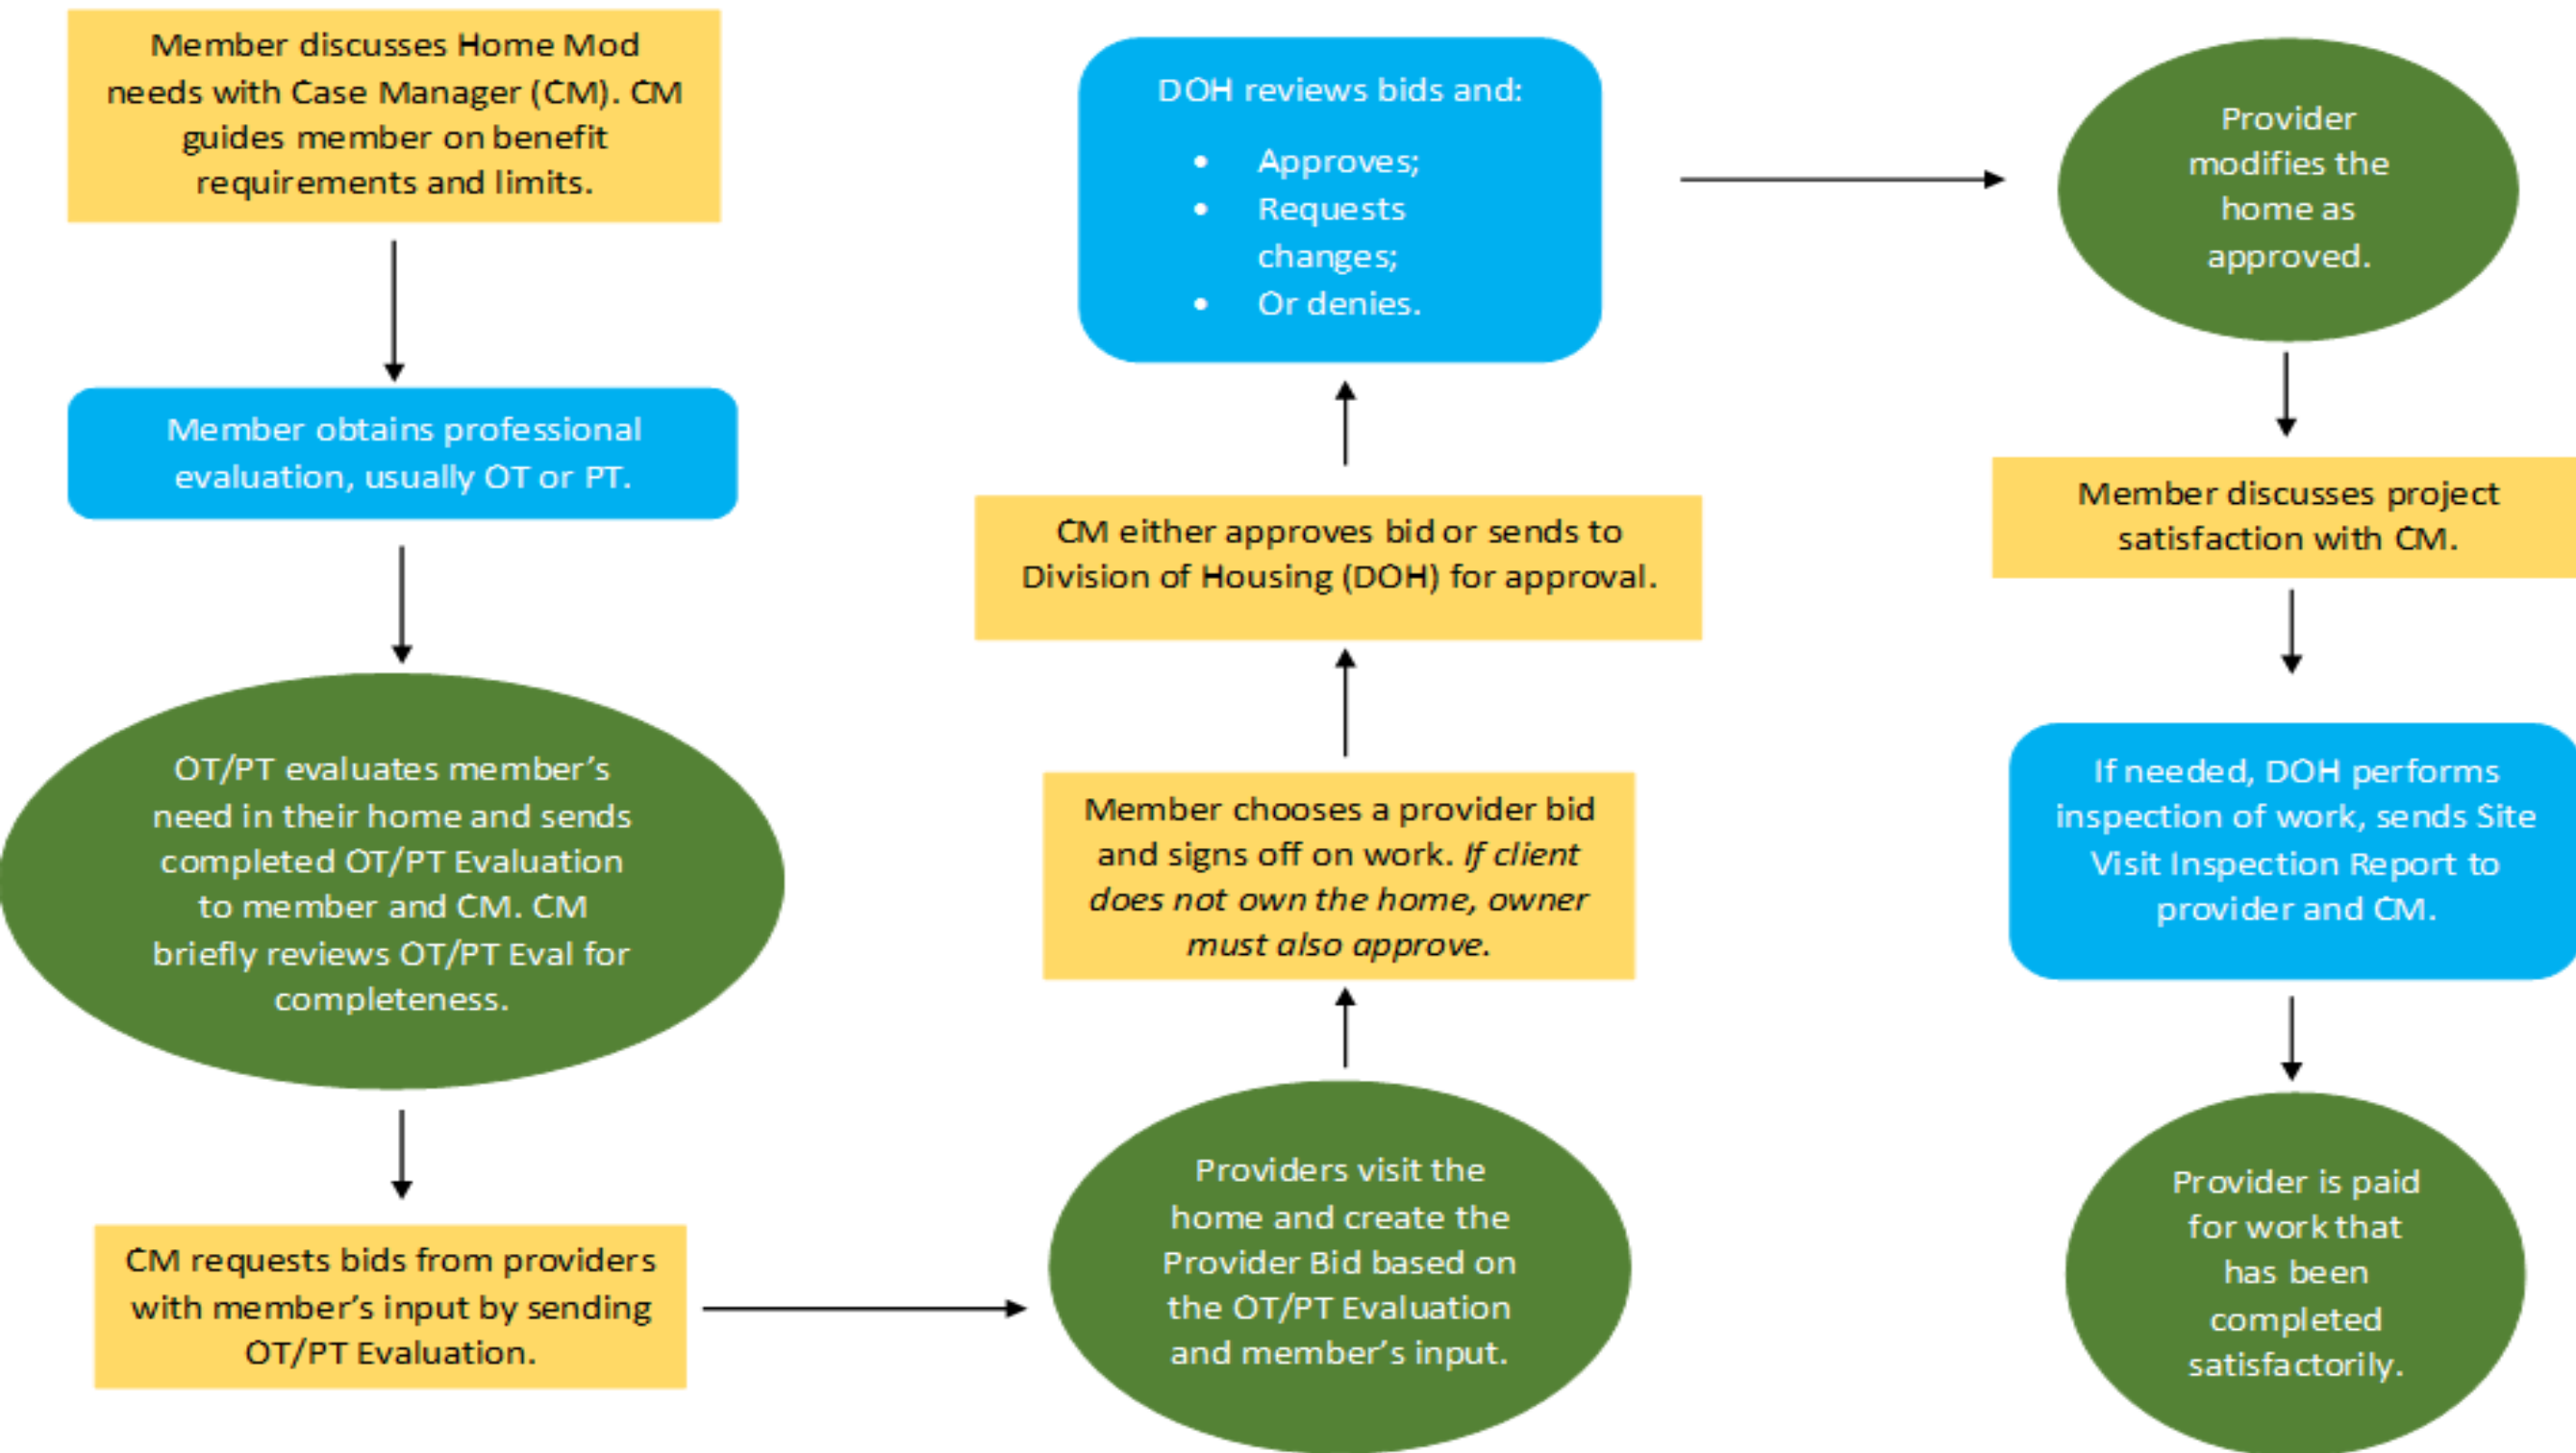 Member discusses Home Mod
needs with Case Manager (CM). CM
guides member on benefit
requirements and limits.
Member obtains professional
evaluation, usually OT or PT.
OT/PT evaluates member's
need in their home and sends
completed OT/PT Evaluation
to member and CM. CM
briefly reviews OT/PT Eval for
completeness.
CM requests bids from providers
with member's input by sending
OT/PT Evaluation.
Providers visit the
home and create the
Provider Bid based on
the OT/PT Evaluation
and member's input.
Member chooses a provider bid
and signs off on work. If client
does not own the home, owner
must also approve.
CM either approves bid or sends to
Division of Housing (DOH) for approval.
DOH reviews bids and:
• Approves;
• Requests
changes;
• Or denies.
Provider
modifies the
home as
approved.
Member discusses project
satisfaction with CM.
If needed, DOH performs
inspection of work, sends Site
Visit Inspection Report to
provider and CM.
Provider is paid
for work that
has been
completed
satisfactorily.